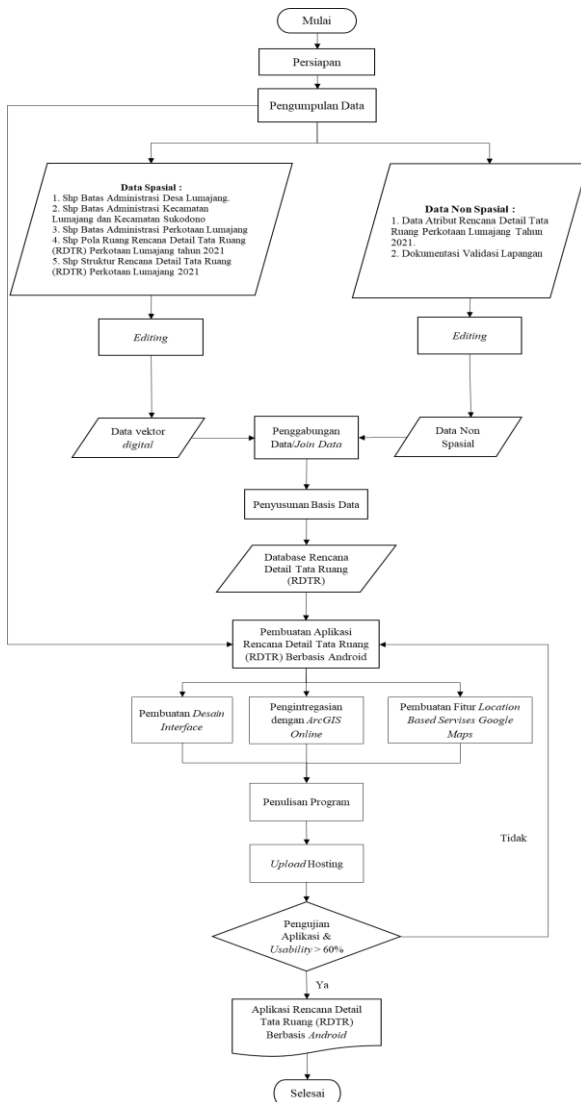 Mulai
Persiapan
Pengumpulan Data
Data Spasial :
1. Shp Batas Administrasi Desa Lumajang.
2. Shp Batas Administrasi Kecamatan
Lumajang dan Kecamatan Sukodono
3. Shp Batas Administrasi Perkotaan Lumajang
4. Shp Pola Ruang Rencana Detail Tata Ruang
(RDTR) Perkotaan Lumajang tahun 2021
5. Shp Struktur Rencana Detail Tata Ruang
(RDTR) Perkotaan Lumajang 2021
Data Non Spasial :
1. Data Atribut Rencana Detail Tata
Ruang Perkotaan Lumajang Tahun
2021.
2. Dokumentasi Validasi Lapangan
Editing
Editing
Data vektor
digital
Penggabungan
Data/Join Data
Data Non
Spasial
Penyusunan Basis Data
Database Rencana
Detail Tata Ruang
(RDTR)
Pembuatan Aplikasi
Rencana Detail Tata Ruang
(RDTR) Berbasis Android
Pembuatan Desain
Interface
Pengintregasian
dengan ArcGIS
Online
Pembuatan Fitur Location
Based Servises Google
Maps
Penulisan Program
Tidak
Upload Hosting
Pengujian
Aplikasi &
Usability > 60%
Ya
Aplikasi Rencana Detail
Tata Ruang (RDTR)
Berbasis Android
Selesai